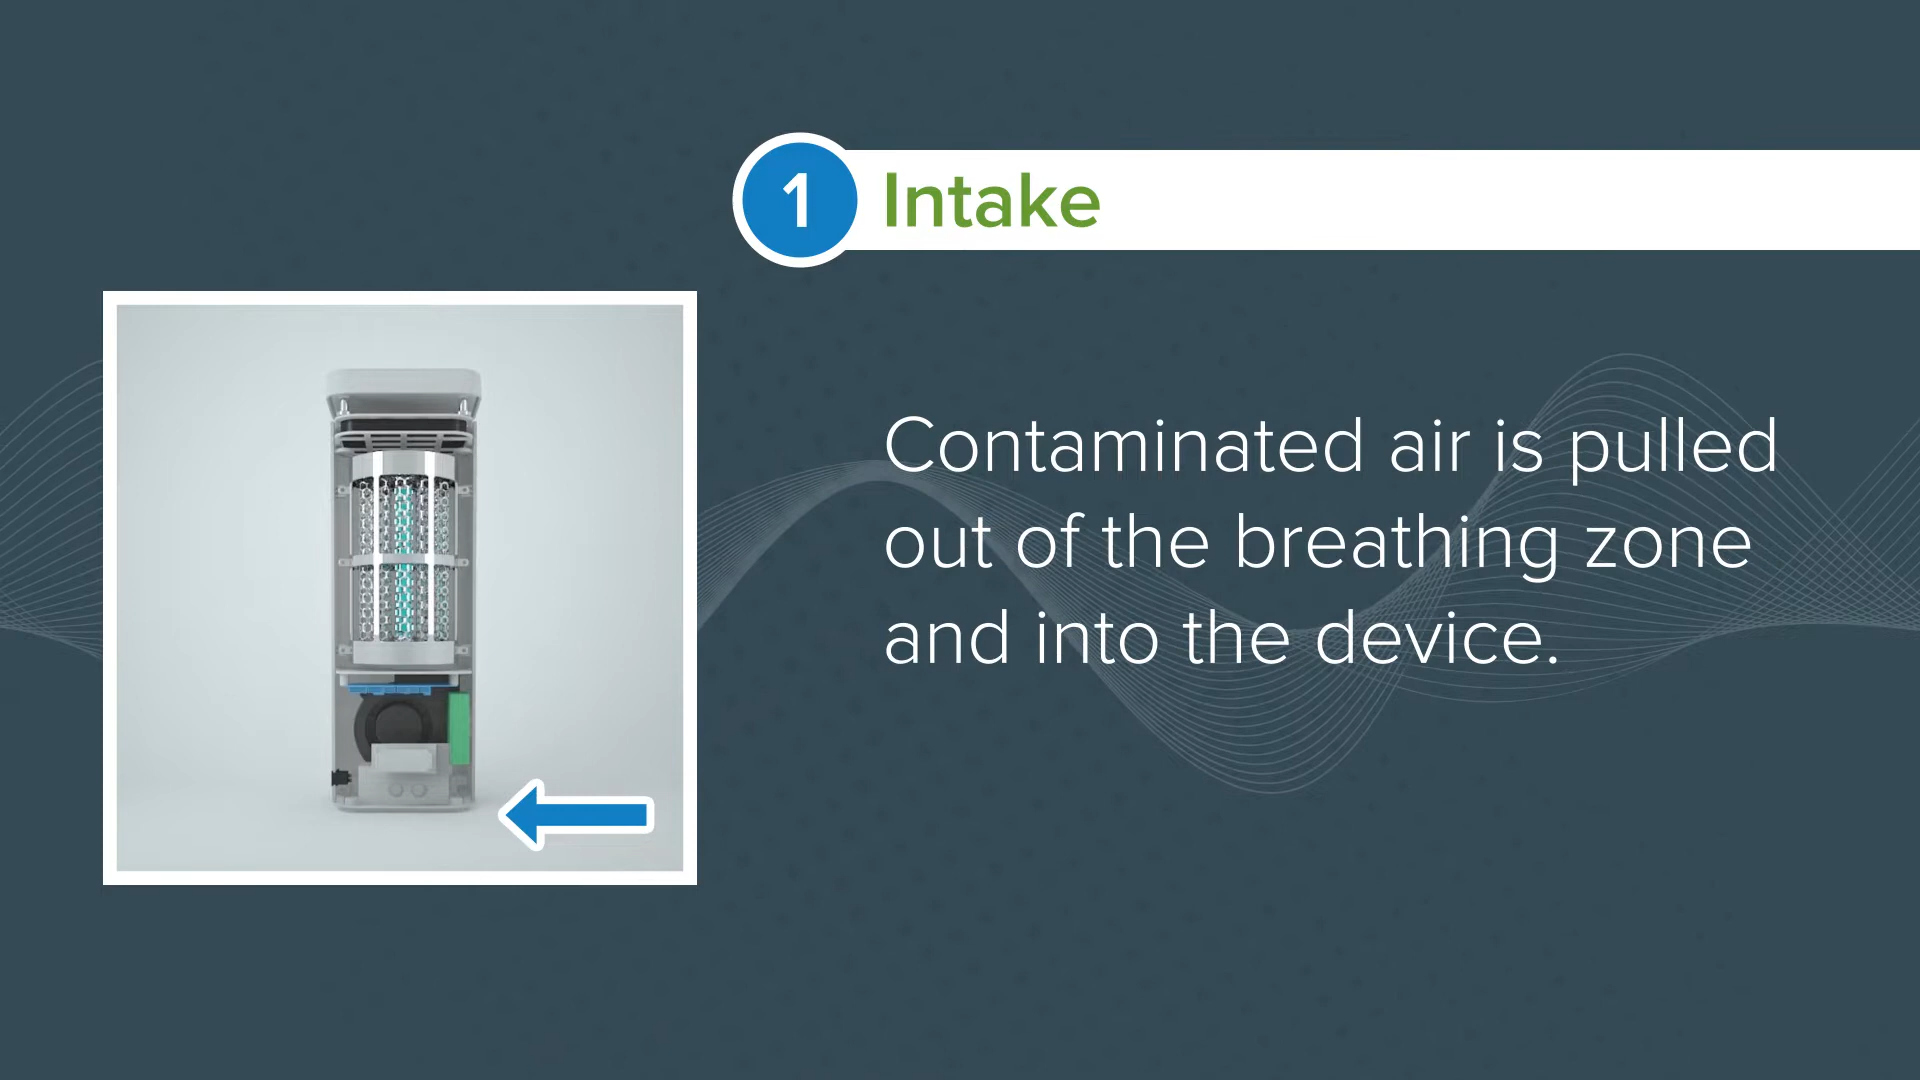 1 Intake
Contaminated air is pulled
out of the breathing zone
and into the device.